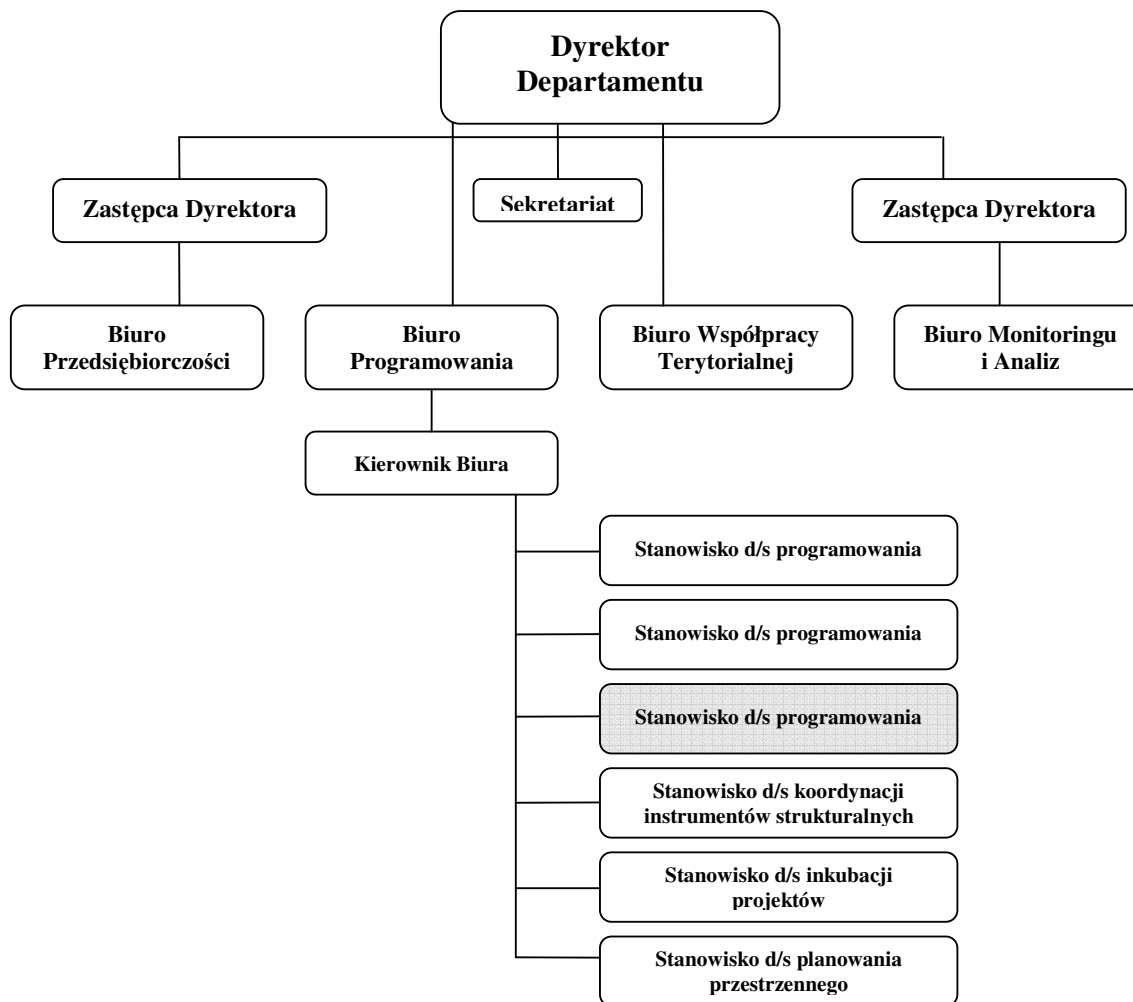 Dyrektor
Departamentu
Zastępca Dyrektora
Sekretariat
Zastępca Dyrektora
Biuro
Przedsiębiorczości
Biuro
Programowania
Biuro Współpracy
Terytorialnej
Biuro Monitoringu
i Analiz
Kierownik Biura
Stanowisko d/s programowania
Stanowisko d/s programowania
Stanowisko d/s programowania
Stanowisko d/s koordynacji
instrumentów strukturalnych
Stanowisko d/s inkubacji
projektów
Stanowisko d/s planowania
przestrzennego